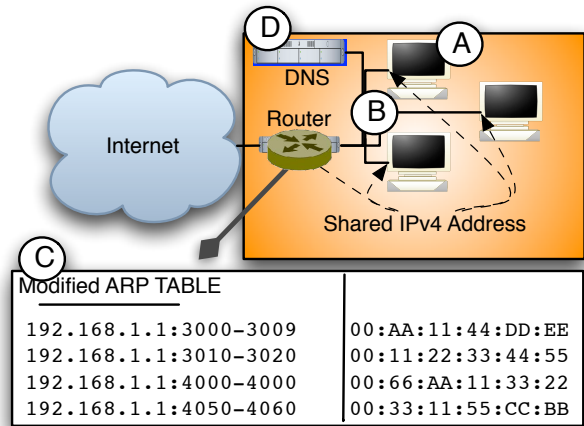 D
A
DNS
Router
B
Internet
Shared IPv4 Address
C
Modified ARP TABLE
192.168.1.1:3000-3009 00:AA:11:44:DD:EE
192.168.1.1:3010-3020 00:11:22:33:44:55
192.168.1.1:4000-4000 00:66:AA:11:33:22
192.168.1.1:4050-4060 00:33:11:55:CC:BB